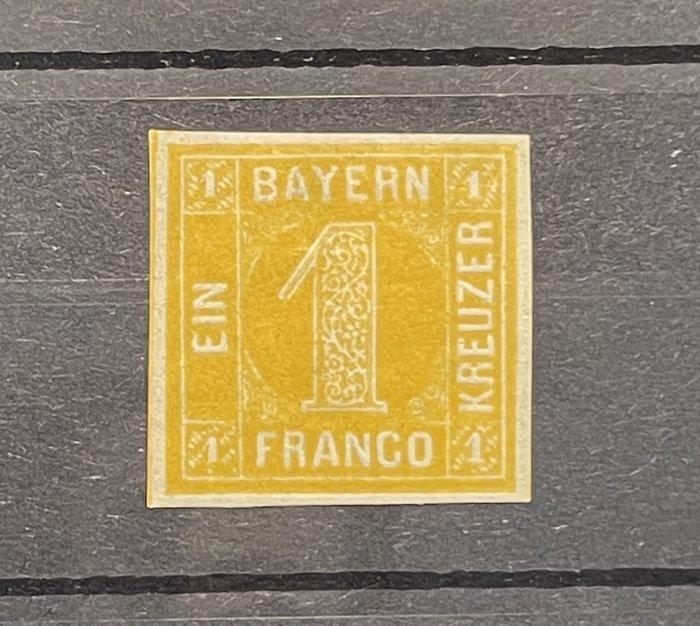 1 BAYERN 1
EIN
1
KREUZER
1 FRANCO 1